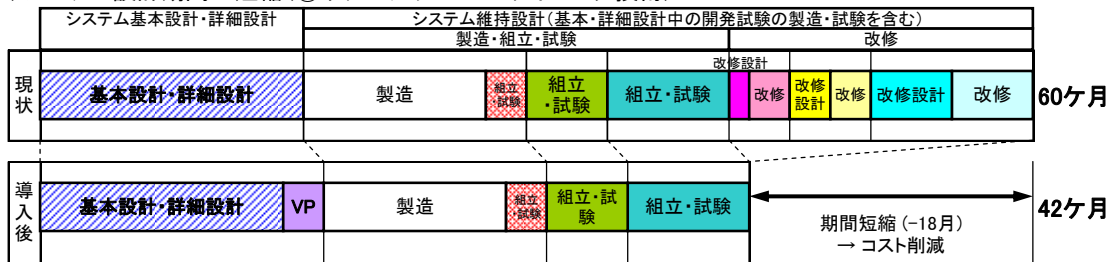 システム基本設計・詳細設計
システム維持設計(基本・詳細設計中の開発試験の製造・試験を含む)
製造・組立・試験
改修
改修設計
現状
基本設計・詳細設計
製造
組立・試験
組立・試験
組立・試験
改修
改修設計
改修
改修設計
改修
60ケ月
導入後
基本設計・詳細設計
VP
製造
組立・試験
組立・試験
組立・試験
期間短縮(-18月)
→ コスト削減
42ケ月